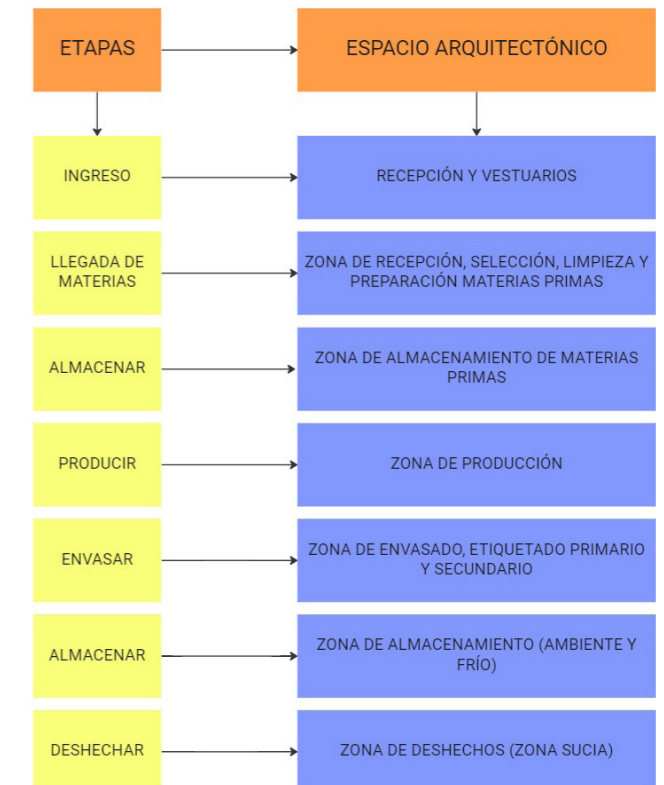 ETAPAS
ESPACIO ARQUITECTÓNICO
INGRESO
RECEPCIÓN Y VESTUARIOS
LLEGADA DE
MATERIAS
ZONA DE RECEPCIÓN, SELECCIÓN, LIMPIEZA Y
PREPARACIÓN MATERIAS PRIMAS
ALMACENAR
ZONA DE ALMACENAMIENTO DE MATERIAS
PRIMAS
PRODUCIR
ZONA DE PRODUCCIÓN
ENVASAR
ZONA DE ENVASADO, ETIQUETADO PRIMARIO
Y SECUNDARIO
ALMACENAR
ZONA DE ALMACENAMIENTO (AMBIENTE Y
FRÍO)
DESHECHAR
ZONA DE DESHECHOS (ZONA SUCIA)